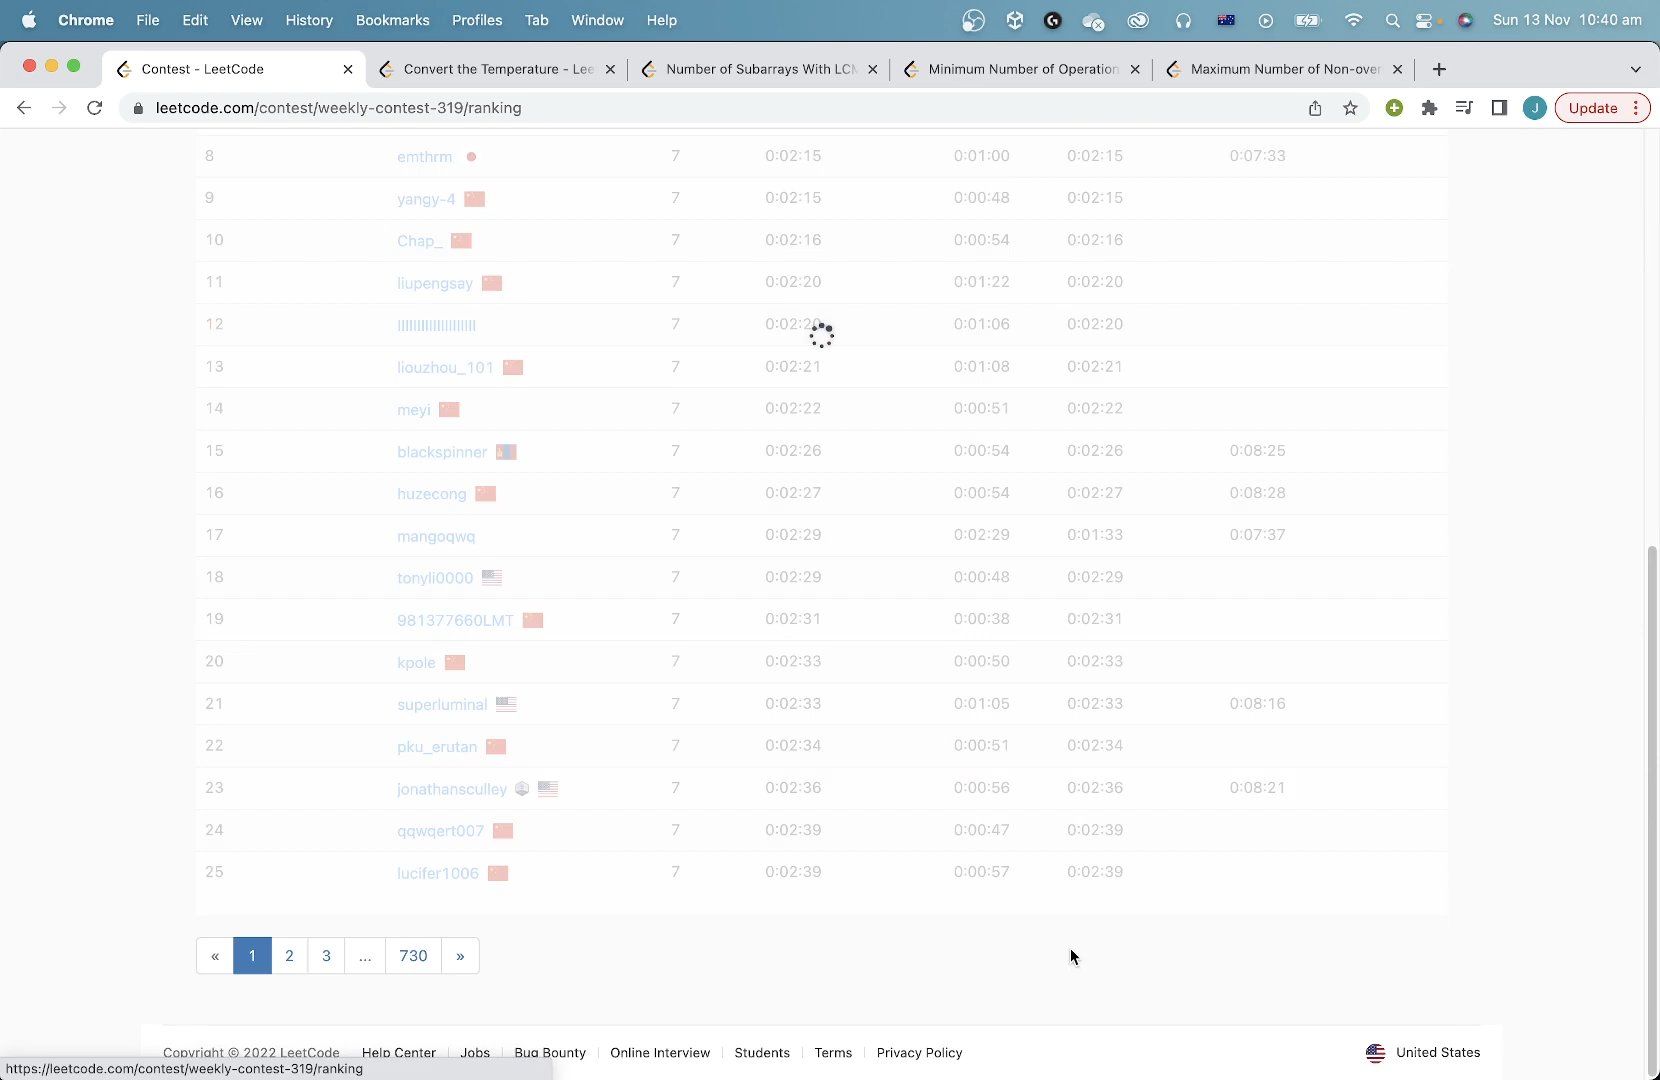 Chrome File Edit View History Bookmarks Profiles Tab Window Help Sun 13 Nov 10:40 am
Contest - LeetCode Convert the Temperature - Lee Number of Subarrays With LCM Minimum Number of Operation Maximum Number of Non-over
leetcode.com/contest/weekly-contest-319/ranking J Update
8 emthrm 7 0:02:15 0:01:00 0:02:15 0:07:33
9 yangy-4 7 0:02:15 0:00:48 0:02:15
10 Chap_ 7 0:02:16 0:00:54 0:02:16
11 liupengsay 7 0:02:20 0:01:22 0:02:20
12 7 0:02:20 0:01:06 0:02:20
13 liouzhou_101 7 0:02:21 0:01:08 0:02:21
14 meyi 7 0:02:22 0:00:51 0:02:22
15 blackspinner 7 0:02:26 0:00:54 0:02:26 0:08:25
16 huzecong 7 0:02:27 0:00:54 0:02:27 0:08:28
17 mangoqwq 7 0:02:29 0:02:29 0:01:33 0:07:37
18 tonyli0000 7 0:02:29 0:00:48 0:02:29
19 981377660LMT 7 0:02:31 0:00:38 0:02:31
20 kpole 7 0:02:33 0:00:50 0:02:33
21 superluminal 7 0:02:33 0:01:05 0:02:33 0:08:16
22 pku_erutan 7 0:02:34 0:00:51 0:02:34
23 jonathansculley 7 0:02:36 0:00:56 0:02:36 0:08:21
24 qqwqert007 7 0:02:39 0:00:47 0:02:39
25 lucifer1006 7 0:02:39 0:00:57 0:02:39
« 1 2 3 ... 730 »
Copyright © 2022 LeetCode Help Center Jobs Bug Bounty Online Interview Students Terms Privacy Policy United States
https://leetcode.com/contest/weekly-contest-319/ranking